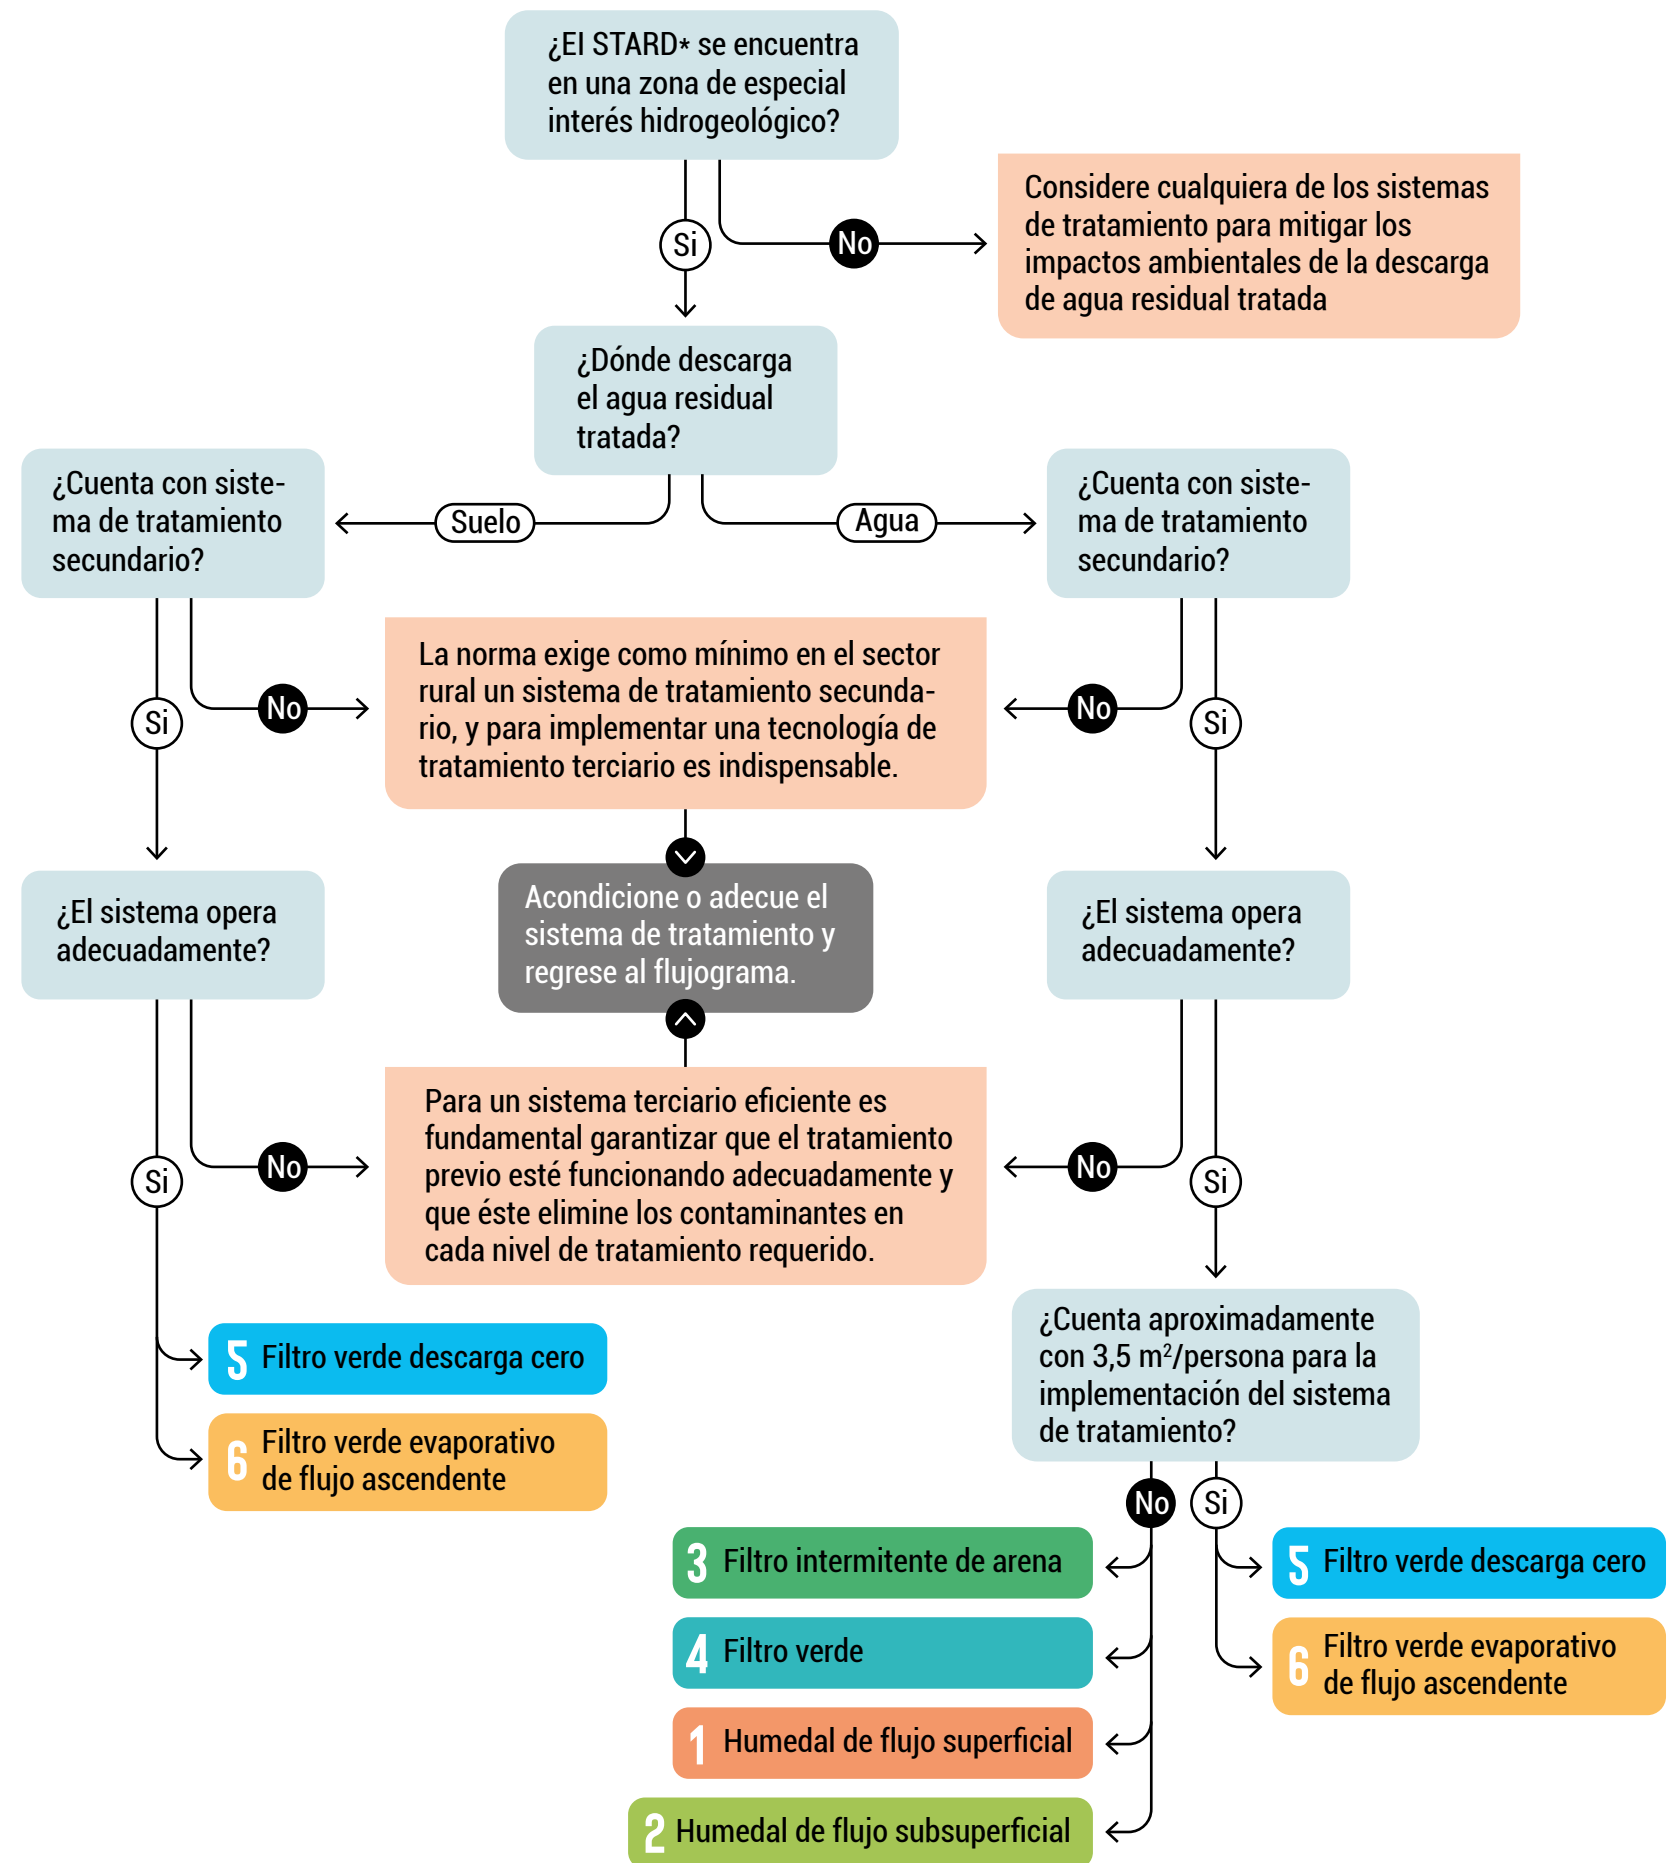 ¿El STARD* se encuentra
en una zona de especial
interés hidrogeológico?
Si
No
Considere cualquiera de los sistemas
de tratamiento para mitigar los
impactos ambientales de la descarga
de agua residual tratada
¿Dónde descarga
el agua residual
tratada?
Suelo
Agua
¿Cuenta con siste-
ma de tratamiento
secundario?
¿Cuenta con siste-
ma de tratamiento
secundario?
Si
No
La norma exige como mínimo en el sector
rural un sistema de tratamiento secunda-
rio, y para implementar una tecnología de
tratamiento terciario es indispensable.
No
Si
Acondicione o adecue el
sistema de tratamiento y
regrese al flujograma.
¿El sistema opera
adecuadamente?
¿El sistema opera
adecuadamente?
Si
No
Para un sistema terciario eficiente es
fundamental garantizar que el tratamiento
previo esté funcionando adecuadamente y
que éste elimine los contaminantes en
cada nivel de tratamiento requerido.
No
Si
5 Filtro verde descarga cero
6 Filtro verde evaporativo
de flujo ascendente
¿Cuenta aproximadamente
con 3,5 m²/persona para la
implementación del sistema
de tratamiento?
No
Si
3 Filtro intermitente de arena
4 Filtro verde
1 Humedal de flujo superficial
2 Humedal de flujo subsuperficial
5 Filtro verde descarga cero
6 Filtro verde evaporativo
de flujo ascendente